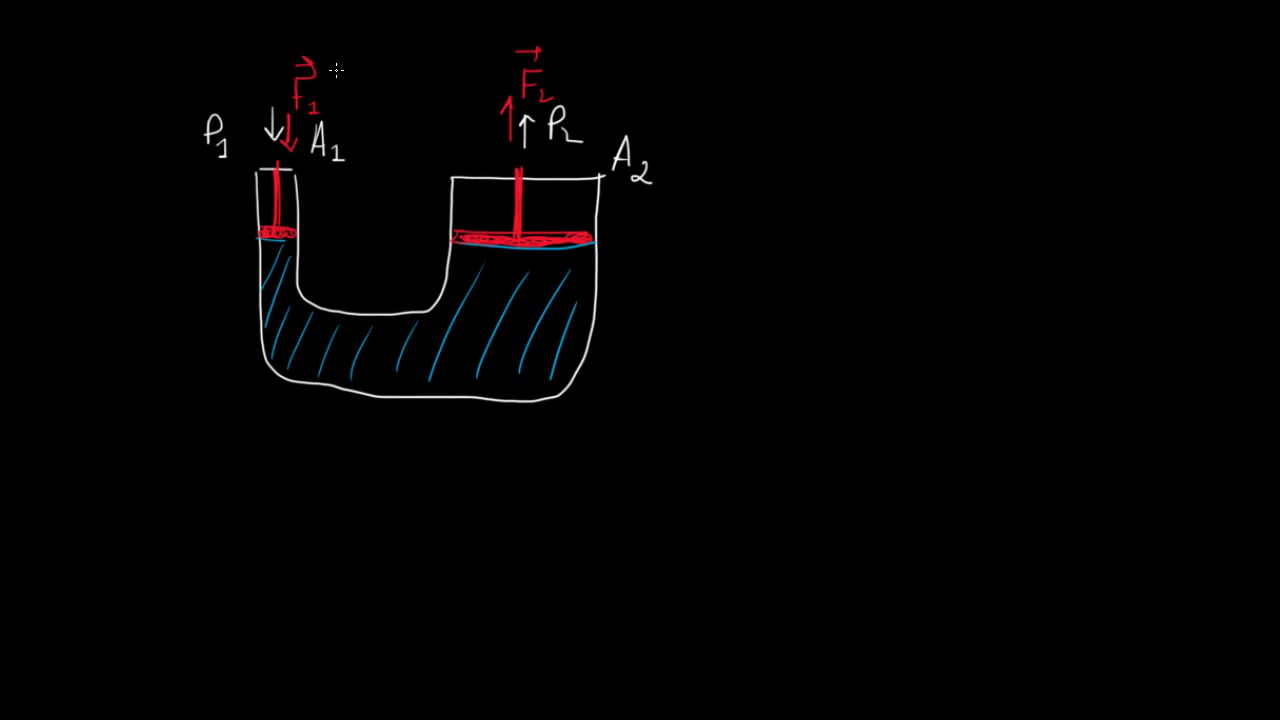 F₁
F₂
P₁
A₁
P₂
A₂